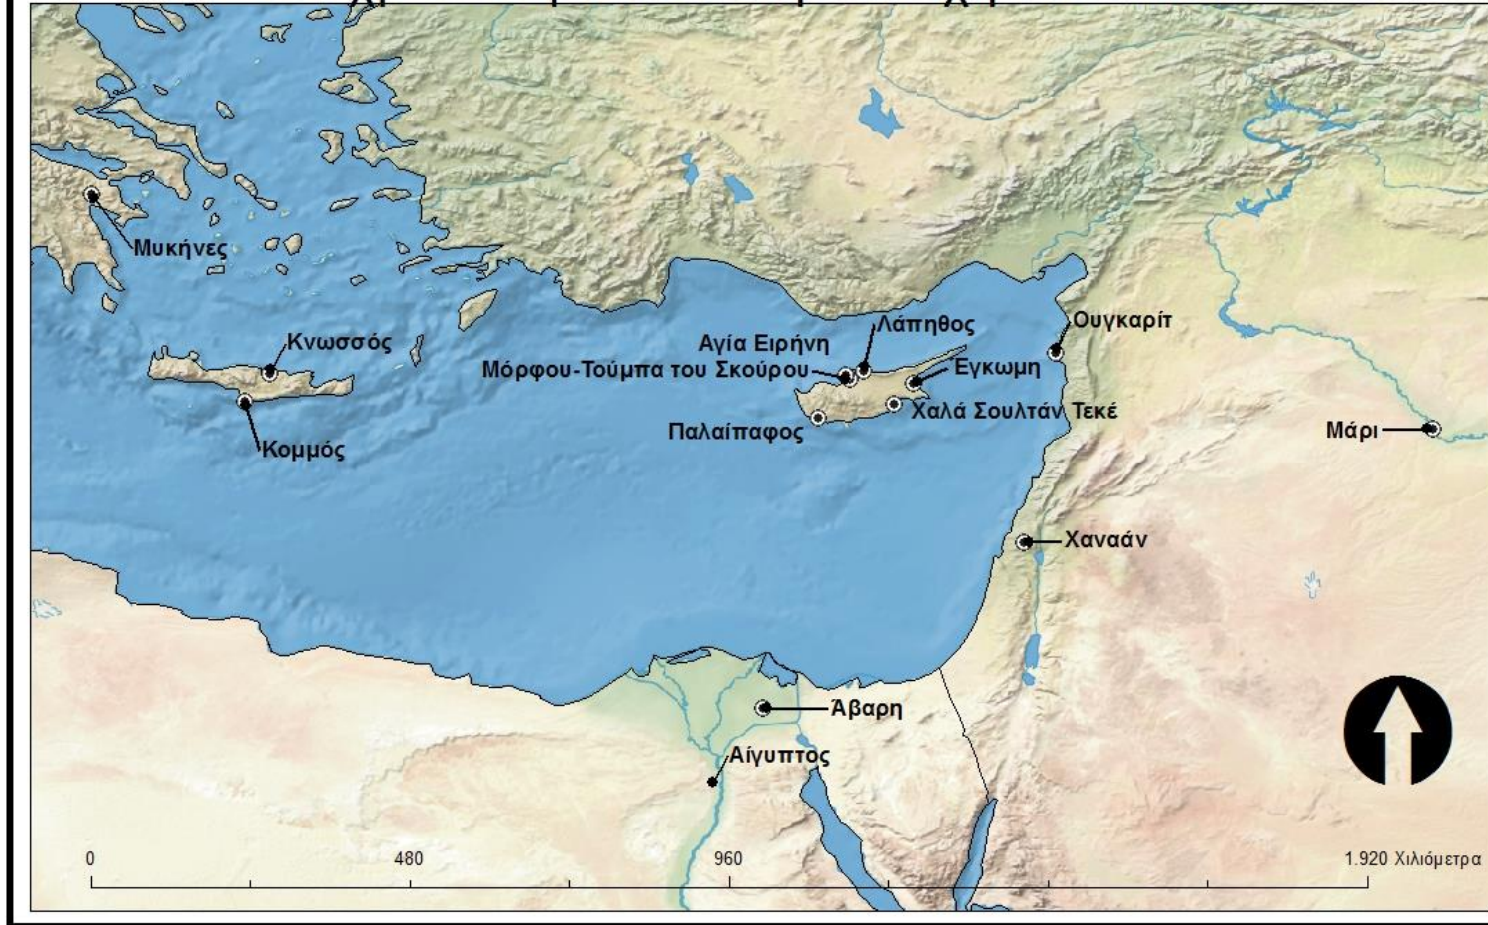 Μυκήνες
Κνωσσός
Κομμός
Λάπηθος
Αγία Ειρήνη
Μόρφου-Τούμπα του Σκούρου
Έγκωμη
Χαλά Σουλτάν Τεκέ
Παλαίπαφος
Ουγκαρίτ
Μάρι
Χαναάν
Άβαρη
Αίγυπτος
0 480 960 1.920 Χιλιόμετρα